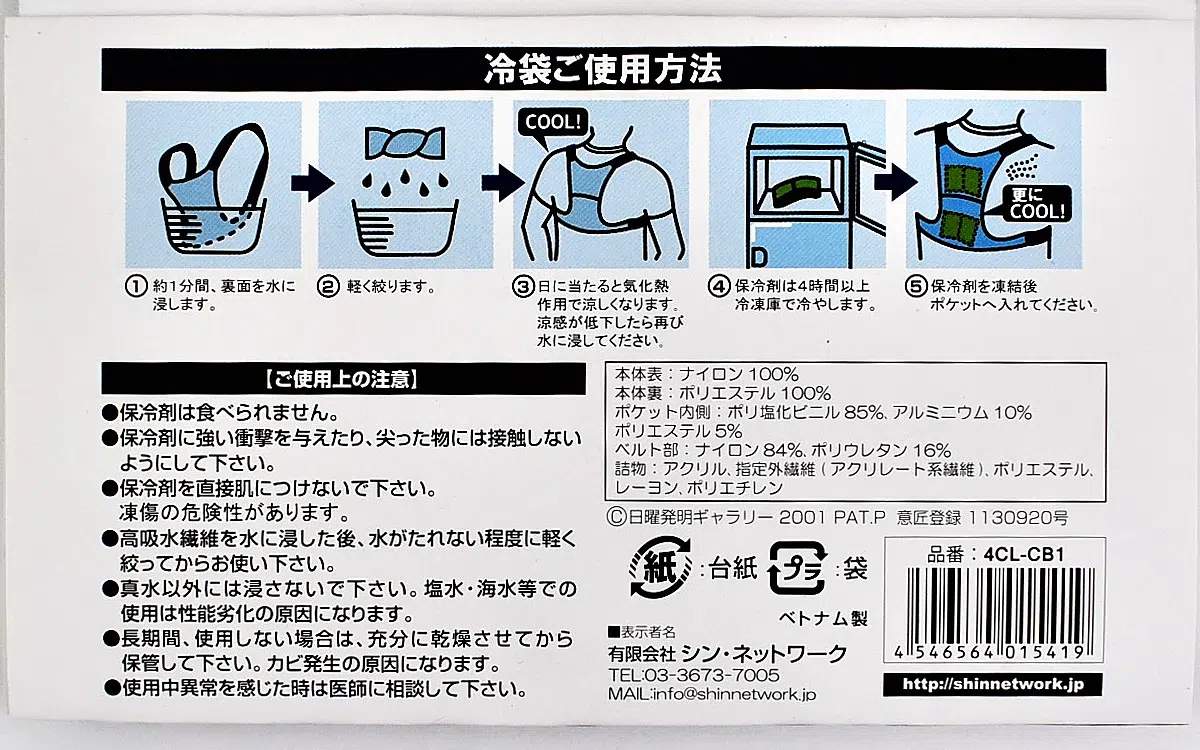 冷袋ご使用方法
COOL!
更に
COOL!
① 約1分間、裏面を水に
浸します。
② 軽く絞ります。
③ 日に当たると気化熱
作用で涼しくなります。
涼感が低下したら再び
水に浸してください。
④ 保冷剤は4時間以上
冷凍庫で冷やします。
⑤ 保冷剤を凍結後
ポケットへ入れてください。
【ご使用上の注意】
●保冷剤は食べられません。
●保冷剤に強い衝撃を与えたり、尖った物には接触しない
ようにして下さい。
●保冷剤を直接肌につけないで下さい。
凍傷の危険性があります。
●高吸水繊維を水に浸した後、水がたれない程度に軽く
絞ってからお使い下さい。
●真水以外には浸さないで下さい。塩水・海水等での
使用は性能劣化の原因になります。
●長期間、使用しない場合は、充分に乾燥させてから
保管して下さい。カビ発生の原因になります。
●使用中異常を感じた時は医師に相談して下さい。
本体表：ナイロン100%
本体裏：ポリエステル100%
ポケット内側：ポリ塩化ビニル85%、アルミニウム10%
ポリエステル5%
ベルト部：ナイロン84%、ポリウレタン16%
詰物：アクリル、指定外繊維(アクリレート系繊維)、ポリエステル、
レーヨン、ポリエチレン
Ⓒ日曜発明ギャラリー 2001 PAT.P 意匠登録 1130920号
紙：台紙 プラ：袋
ベトナム製
■表示者名
有限会社 シン・ネットワーク
TEL:03-3673-7005
MAIL:info@shinnetwork.jp
品番：4CL-CB1
4 546564 015419
http://shinnetwork.jp